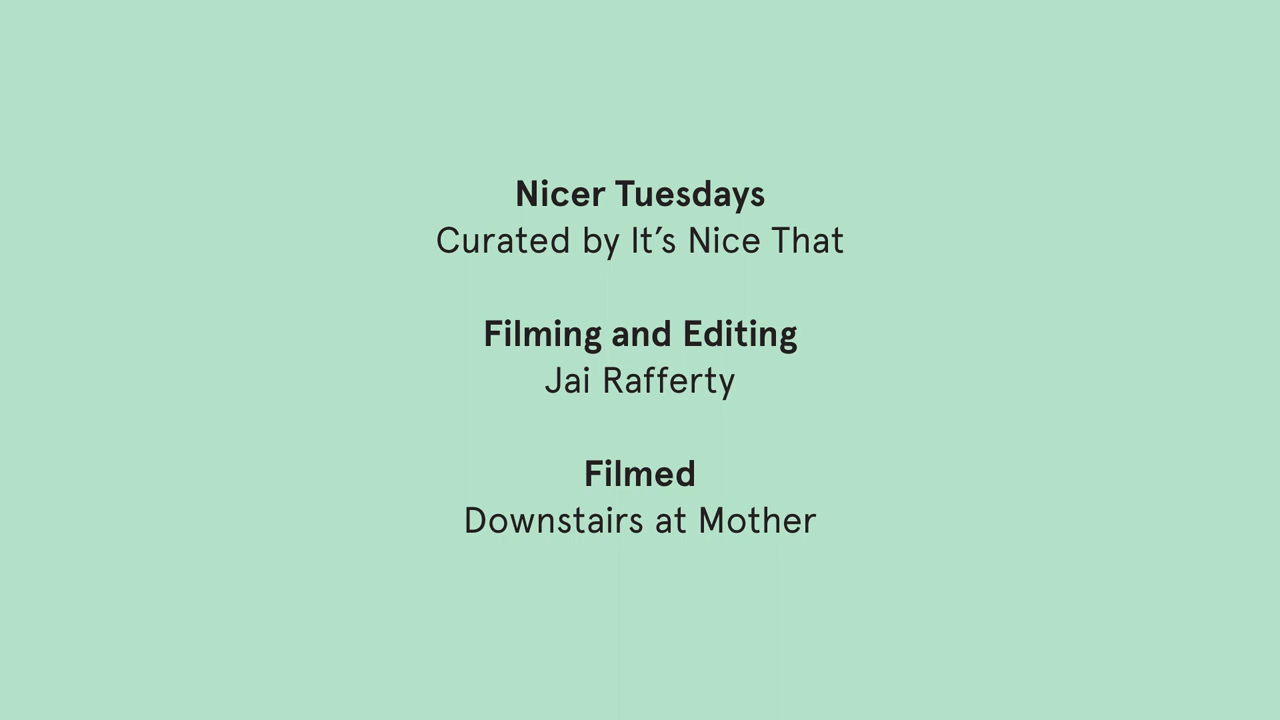 Nicer Tuesdays
Curated by It’s Nice That
Filming and Editing
Jai Rafferty
Filmed
Downstairs at Mother